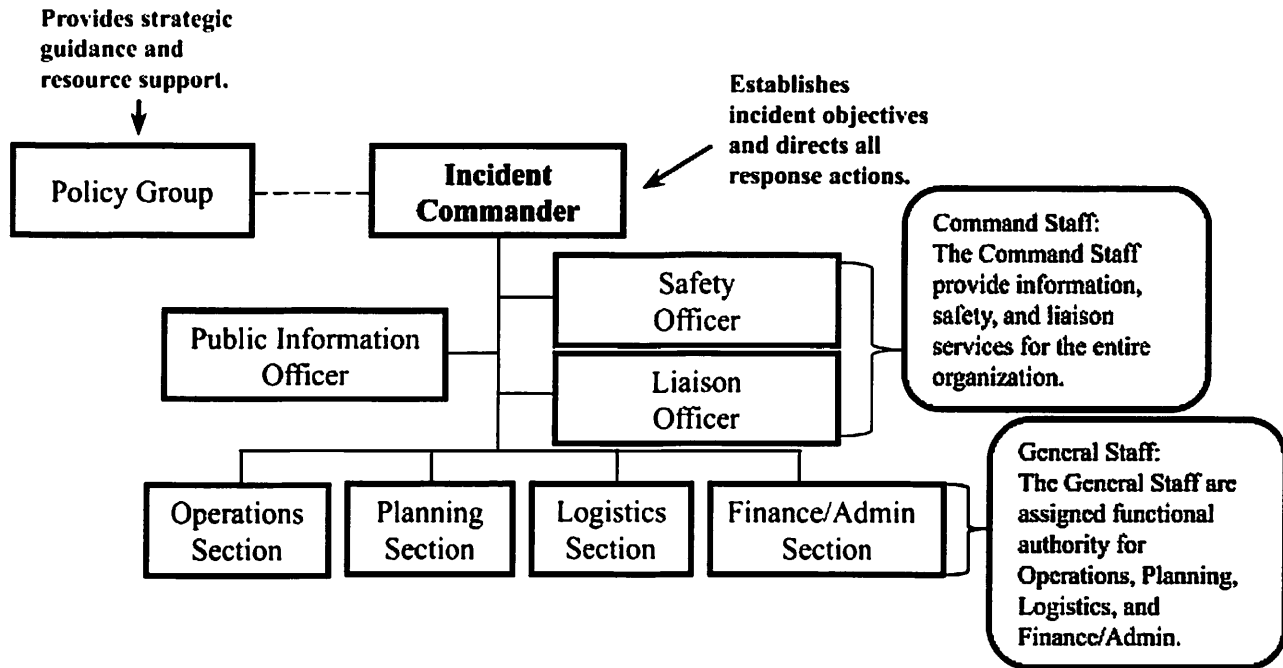 Provides strategic
guidance and
resource support.
Establishes
incident objectives
and directs all
response actions.
Policy Group
Incident
Commander
Command Staff:
The Command Staff
provide information,
safety, and liaison
services for the entire
organization.
Safety
Officer
Public Information
Officer
Liaison
Officer
General Staff:
The General Staff are
assigned functional
authority for
Operations, Planning,
Logistics, and
Finance/Admin.
Operations
Section
Planning
Section
Logistics
Section
Finance/Admin
Section